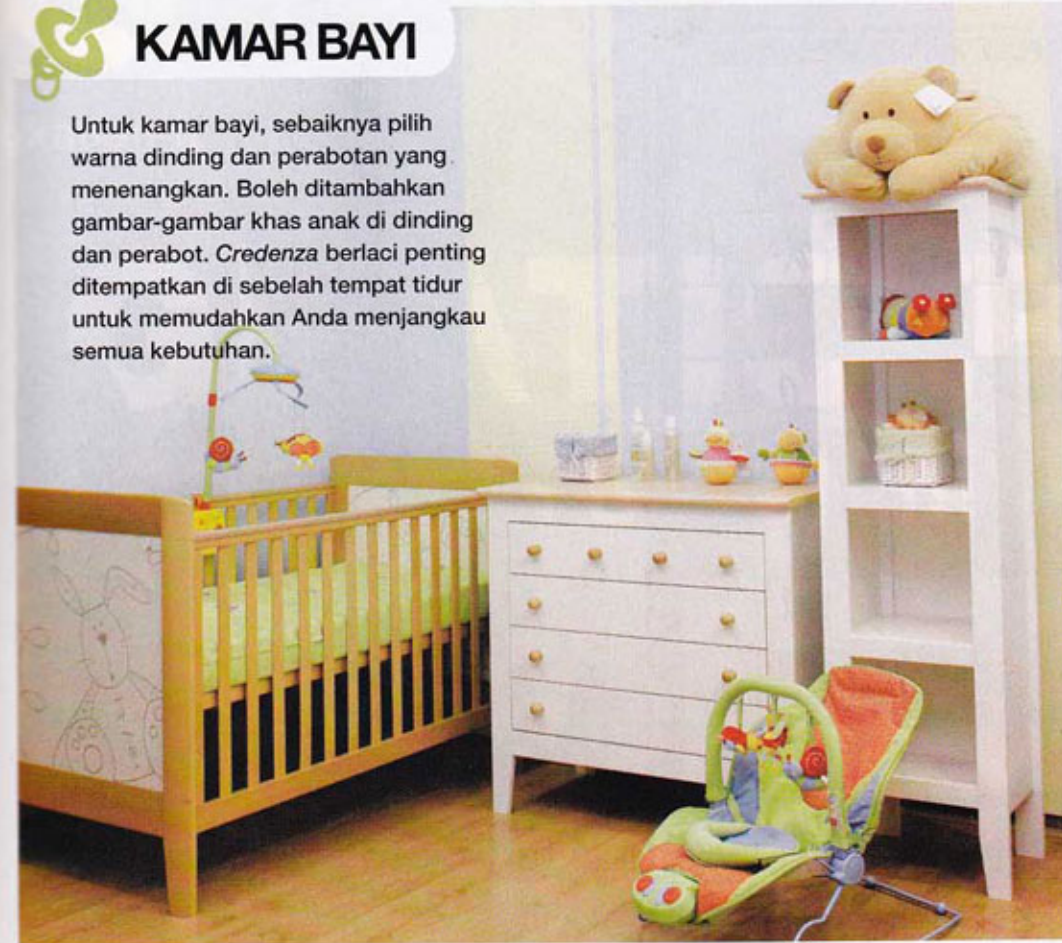 KAMAR BAYI
Untuk kamar bayi, sebaiknya pilih
warna dinding dan perabotan yang
menenangkan. Boleh ditambahkan
gambar-gambar khas anak di dinding
dan perabot. Credenza berlaci penting
ditempatkan di sebelah tempat tidur
untuk memudahkan Anda menjangkau
semua kebutuhan.